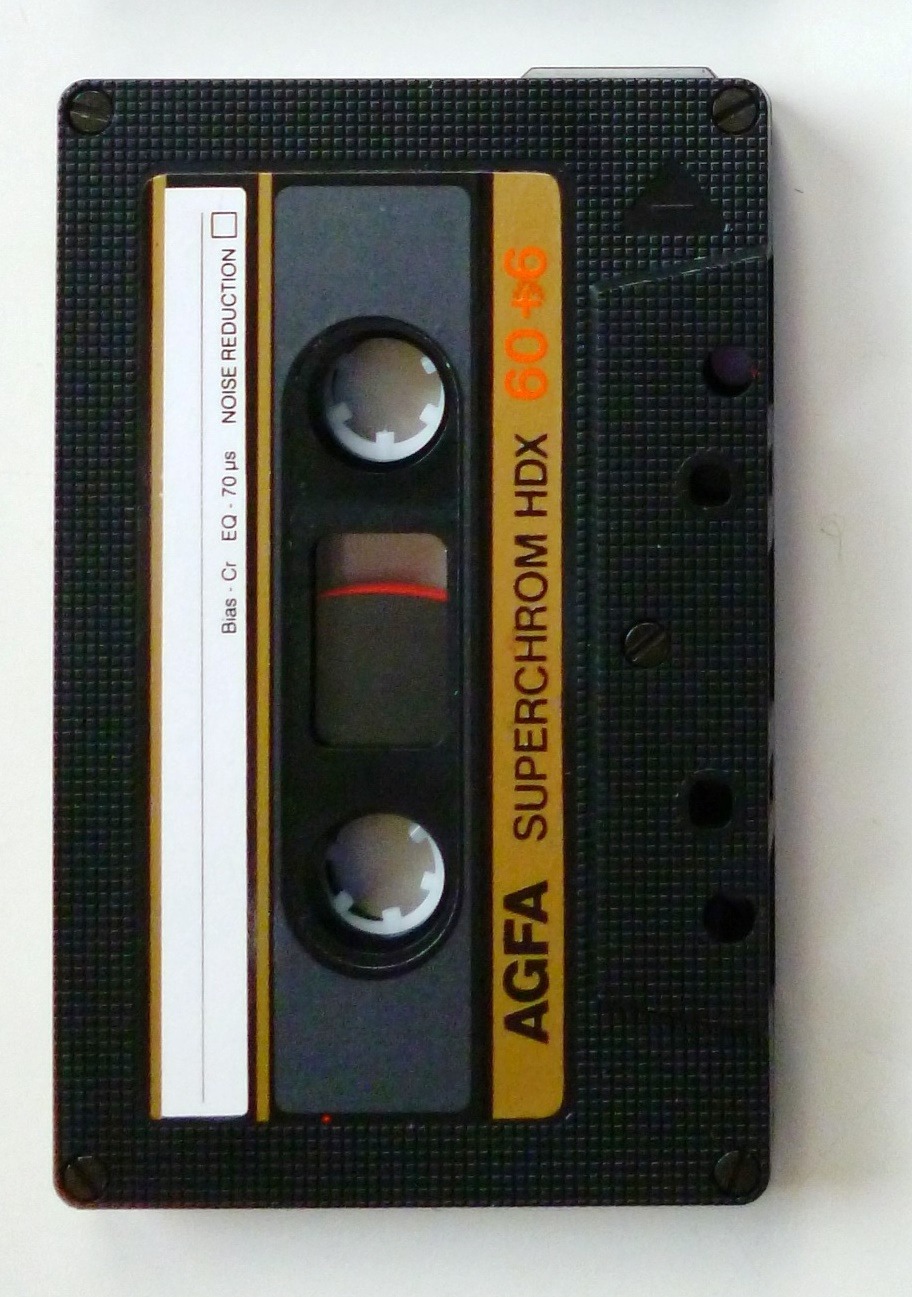 Bias - Cr EQ - 70 µs NOISE REDUCTION
AGFA SUPERCHROM HDX 60+6